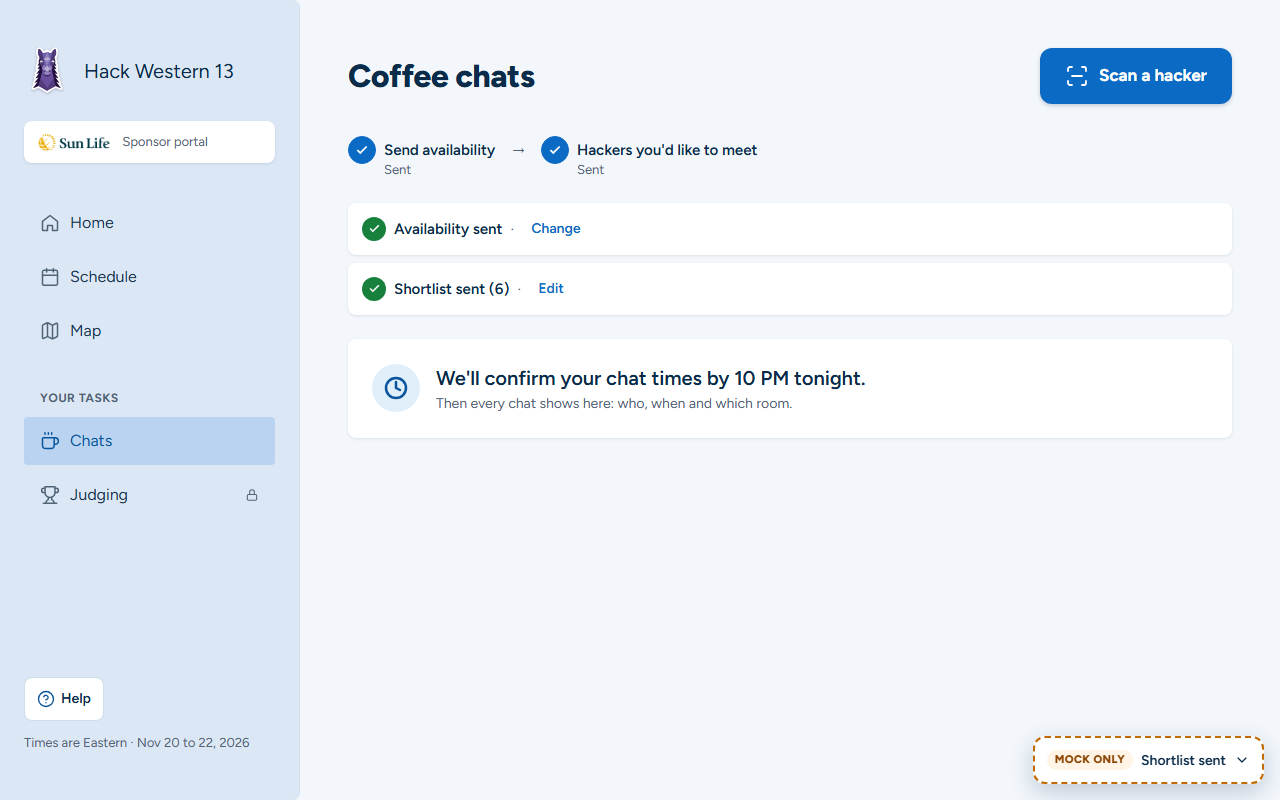 Hack Western 13
Sun Life Sponsor portal
Home
Schedule
Map
YOUR TASKS
Chats
Judging
Help
Times are Eastern · Nov 20 to 22, 2026
Coffee chats
Scan a hacker
Send availability → Hackers you'd like to meet
Sent Sent
Availability sent · Change
Shortlist sent (6) · Edit
We'll confirm your chat times by 10 PM tonight.
Then every chat shows here: who, when and which room.
MOCK ONLY Shortlist sent